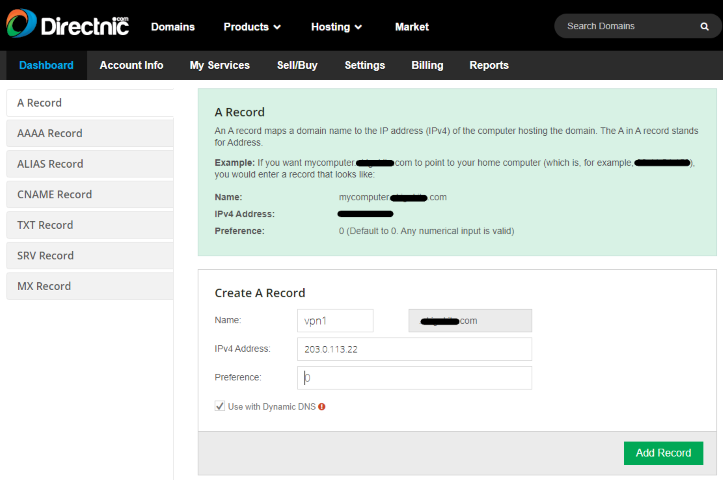 Directnic.com
Domains
Products
Hosting
Market
Search Domains
Dashboard
Account Info
My Services
Sell/Buy
Settings
Billing
Reports
A Record
AAAA Record
ALIAS Record
CNAME Record
TXT Record
SRV Record
MX Record
A Record
An A record maps a domain name to the IP address (IPv4) of the computer hosting the domain. The A in A record stands
for Address.
Example: If you want mycomputer. .com to point to your home computer (which is, for example, ),
you would enter a record that looks like:
Name: mycomputer. .com
IPv4 Address:
Preference: 0 (Default to 0. Any numerical input is valid)
Create A Record
Name: vpn1 .com
IPv4 Address: 203.0.113.22
Preference: 0
Use with Dynamic DNS
Add Record